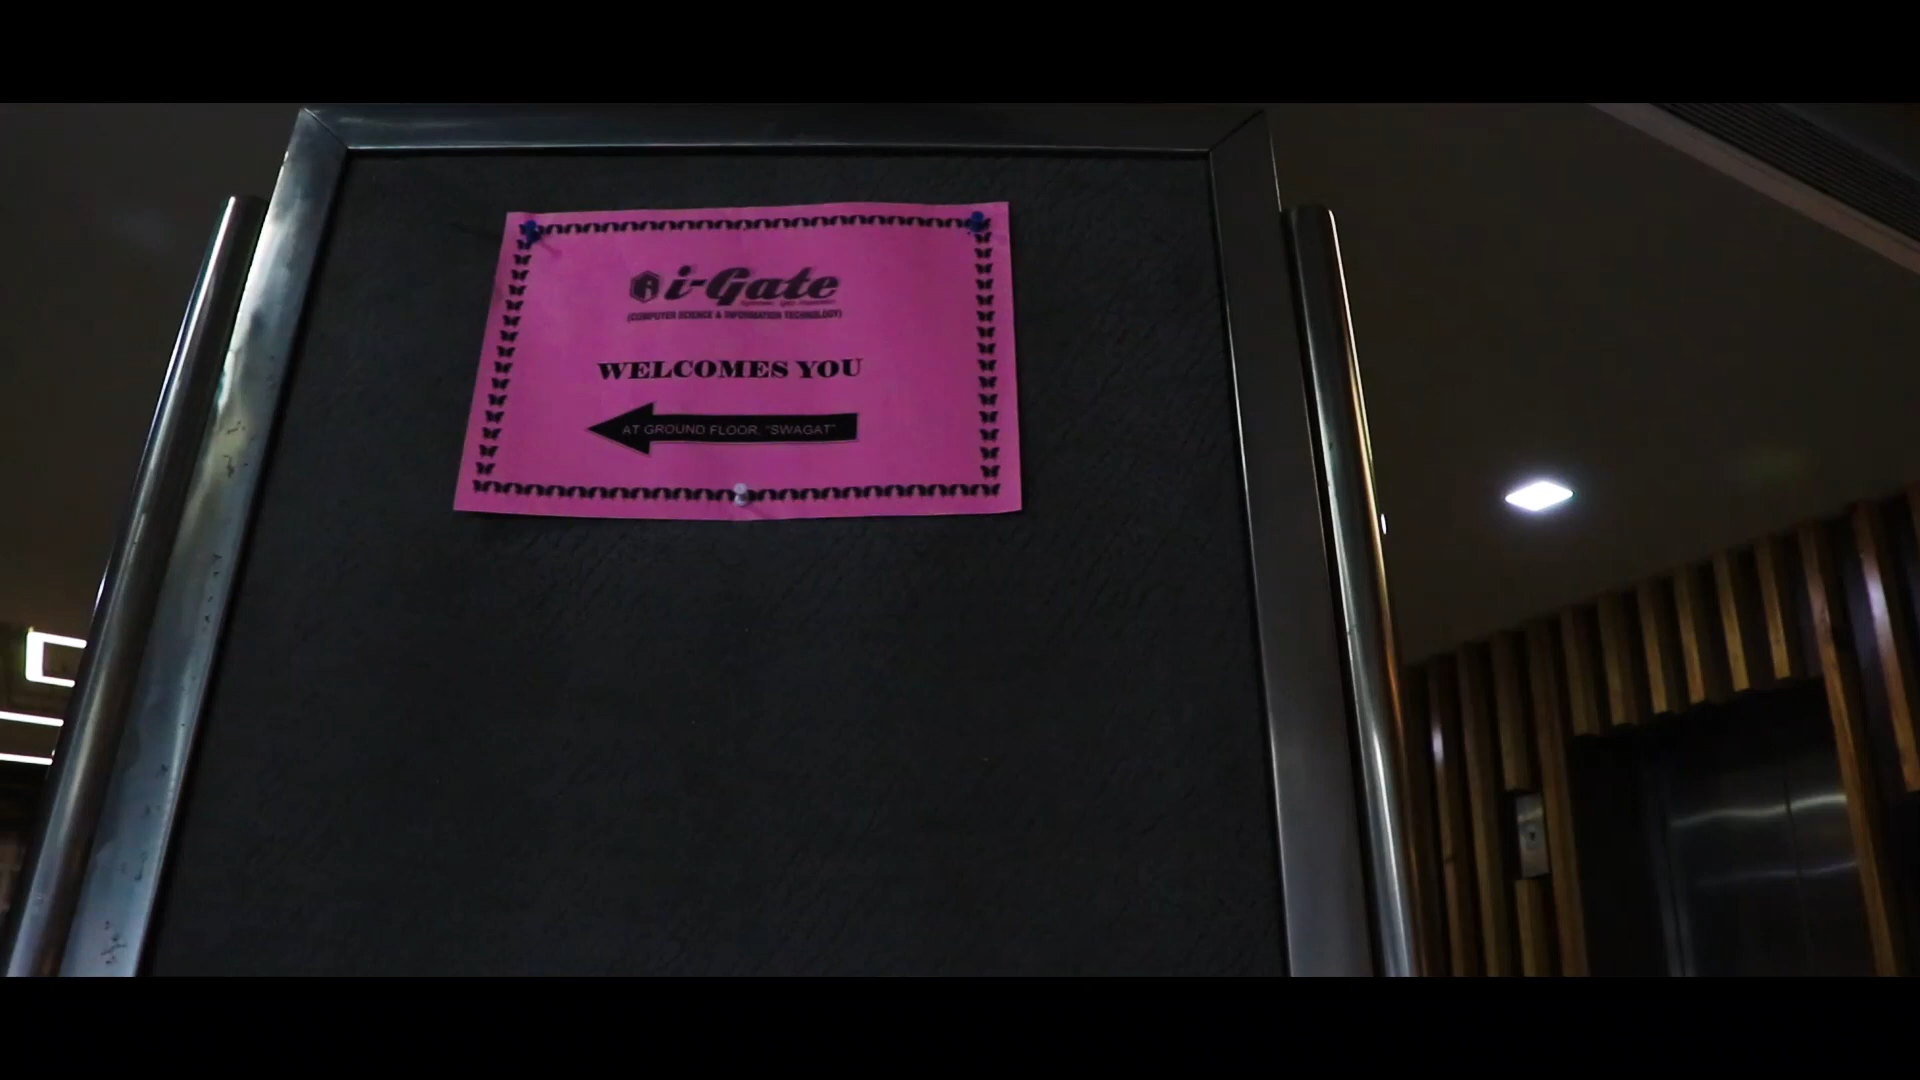 i-Gate
(COMPUTER SCIENCE & INFORMATION TECHNOLOGY)
WELCOMES YOU
AT GROUND FLOOR. "SWAGAT"